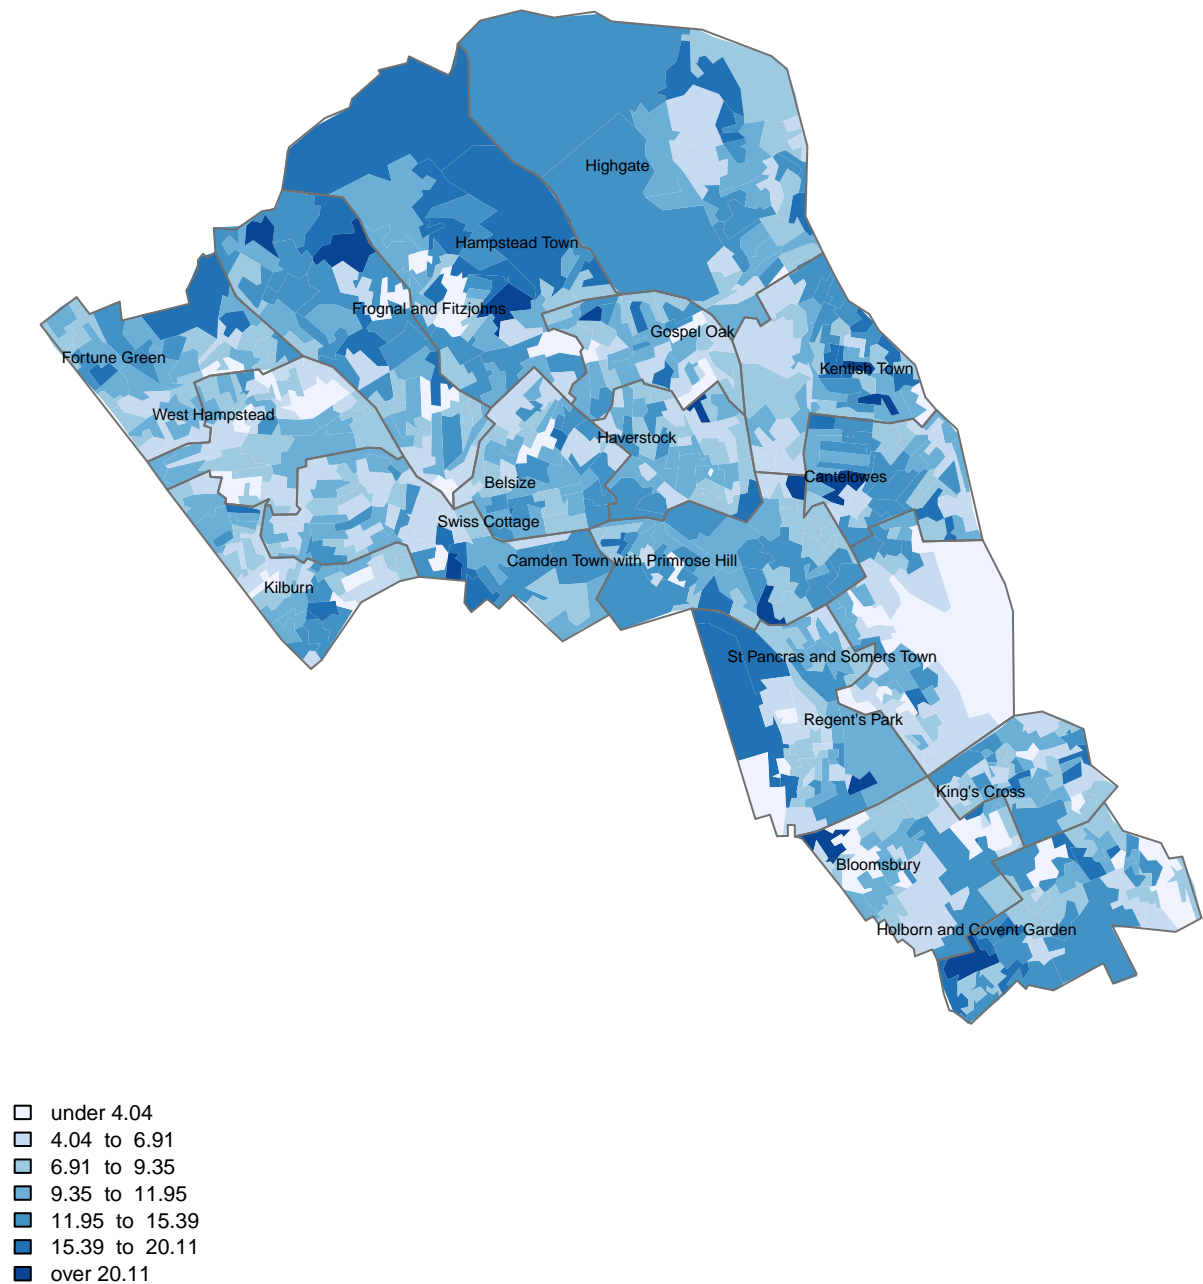 Highgate
Hampstead Town
Frognal and Fitzjohns
Gospel Oak
Fortune Green
Kentish Town
West Hampstead
Haverstock
Cantelowes
Belsize
Swiss Cottage
Camden Town with Primrose Hill
Kilburn
St Pancras and Somers Town
Regent's Park
King's Cross
Bloomsbury
Holborn and Covent Garden
under 4.04
4.04 to 6.91
6.91 to 9.35
9.35 to 11.95
11.95 to 15.39
15.39 to 20.11
over 20.11